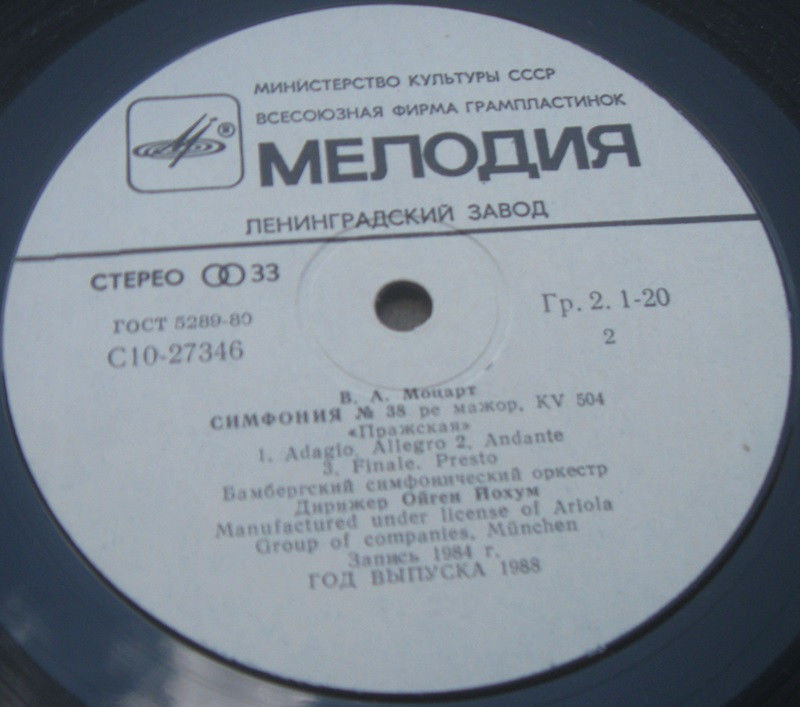 МИНИСТЕРСТВО КУЛЬТУРЫ СССР
ВСЕСОЮЗНАЯ ФИРМА ГРАМПЛАСТИНОК
®
МЕЛОДИЯ
ЛЕНИНГРАДСКИЙ ЗАВОД
СТЕРЕО 33
ГОСТ 5289-80
С10-27346
Гр. 2. 1-20
2
В. А. Моцарт
СИМФОНИЯ № 38 ре мажор, KV 504
«Пражская»
1. Adagio. Allegro 2. Andante
3. Finale. Presto
Бамбергский симфонический оркестр
Дирижер Ойген Йохум
Manufactured under license of Ariola
Group of companies, München
Запись 1984 г.
ГОД ВЫПУСКА 1988